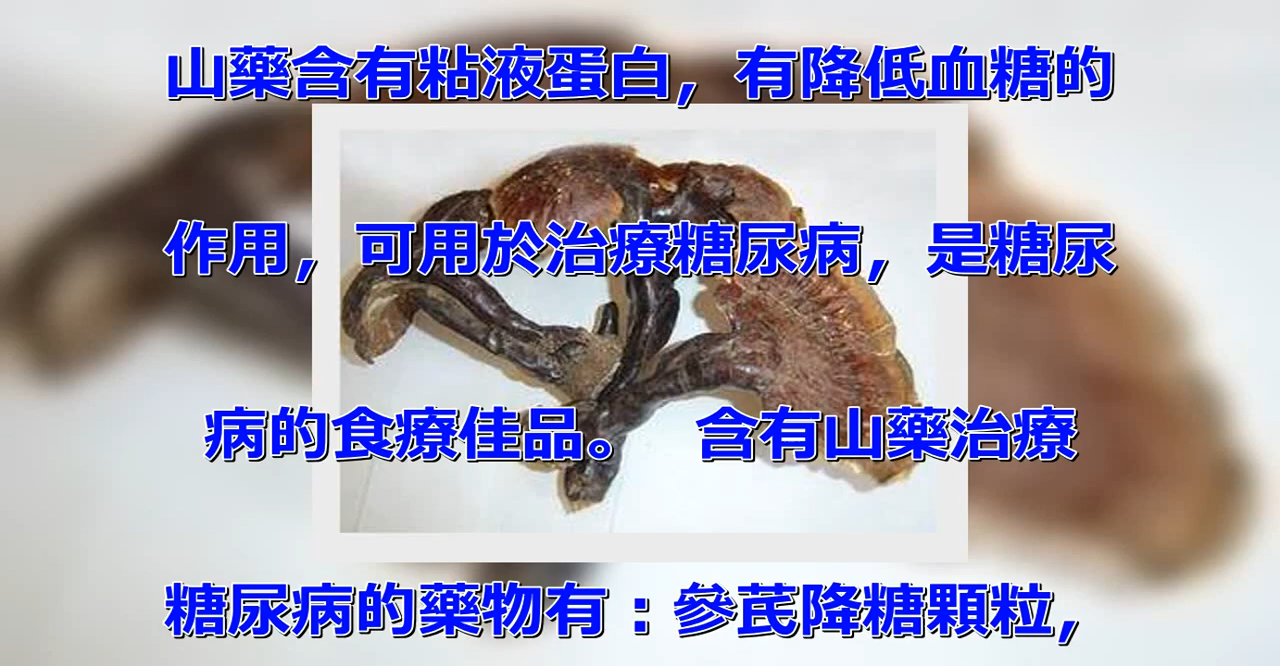 山藥含有粘液蛋白，有降低血糖的
作用，可用於治療糖尿病，是糖尿
病的食療佳品。 含有山藥治療
糖尿病的藥物有：參芪降糖顆粒，